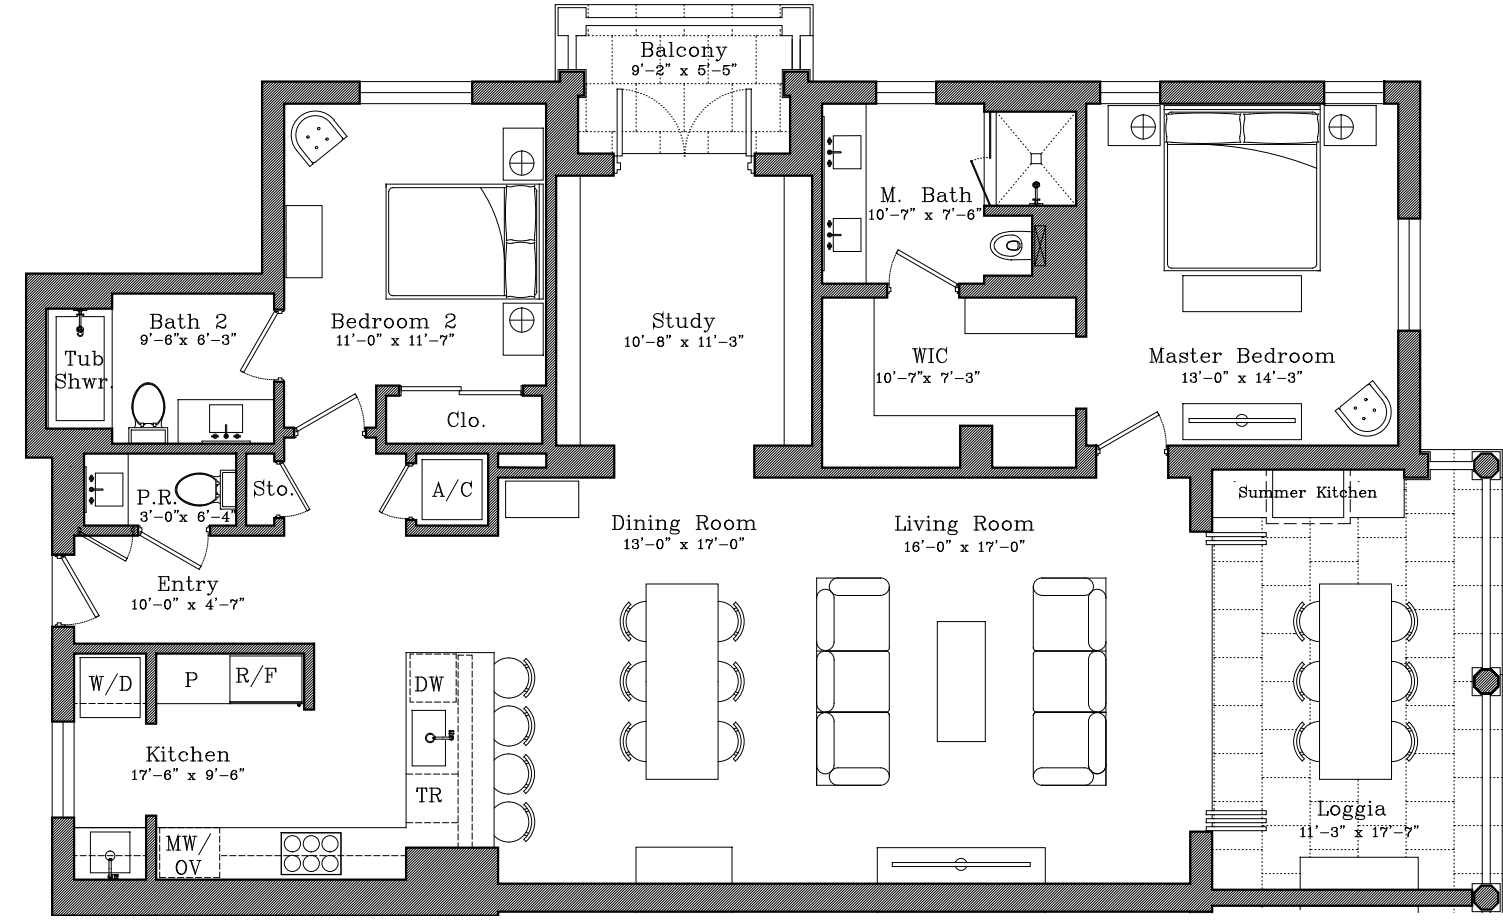 Balcony
9'-2" x 5'-5"
M. Bath
10'-7" x 7'-6"
Bath 2
9'-6"x 6'-3"
Bedroom 2
11'-0" x 11'-7"
Study
10'-8" x 11'-3"
WIC
10'-7"x 7'-3"
Master Bedroom
13'-0" x 14'-3"
Tub
Shwr.
Clo.
P.R.
3'-0"x 6'-4"
Sto.
A/C
Summer Kitchen
Dining Room
13'-0" x 17'-0"
Living Room
16'-0" x 17'-0"
Entry
10'-0" x 4'-7"
W/D
P
R/F
DW
Kitchen
17'-6" x 9'-6"
TR
MW/
OV
Loggia
11'-3" x 17'-7"